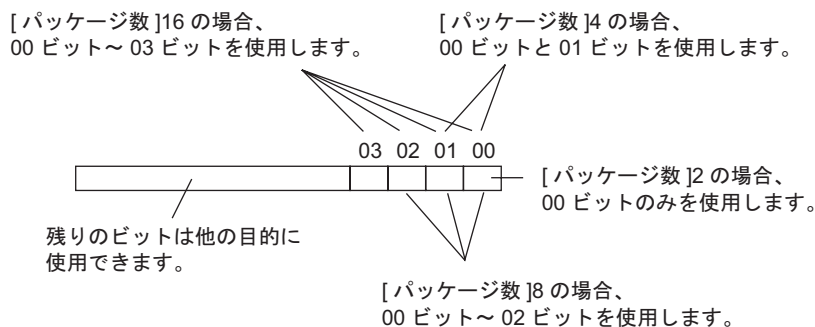 [ パッケージ数 ]16 の場合、
00 ビット～ 03 ビットを使用します。
[ パッケージ数 ]4 の場合、
00 ビットと 01 ビットを使用します。
03 02 01 00
[ パッケージ数 ]2 の場合、
00 ビットのみを使用します。
残りのビットは他の目的に
使用できます。
[ パッケージ数 ]8 の場合、
00 ビット～ 02 ビットを使用します。